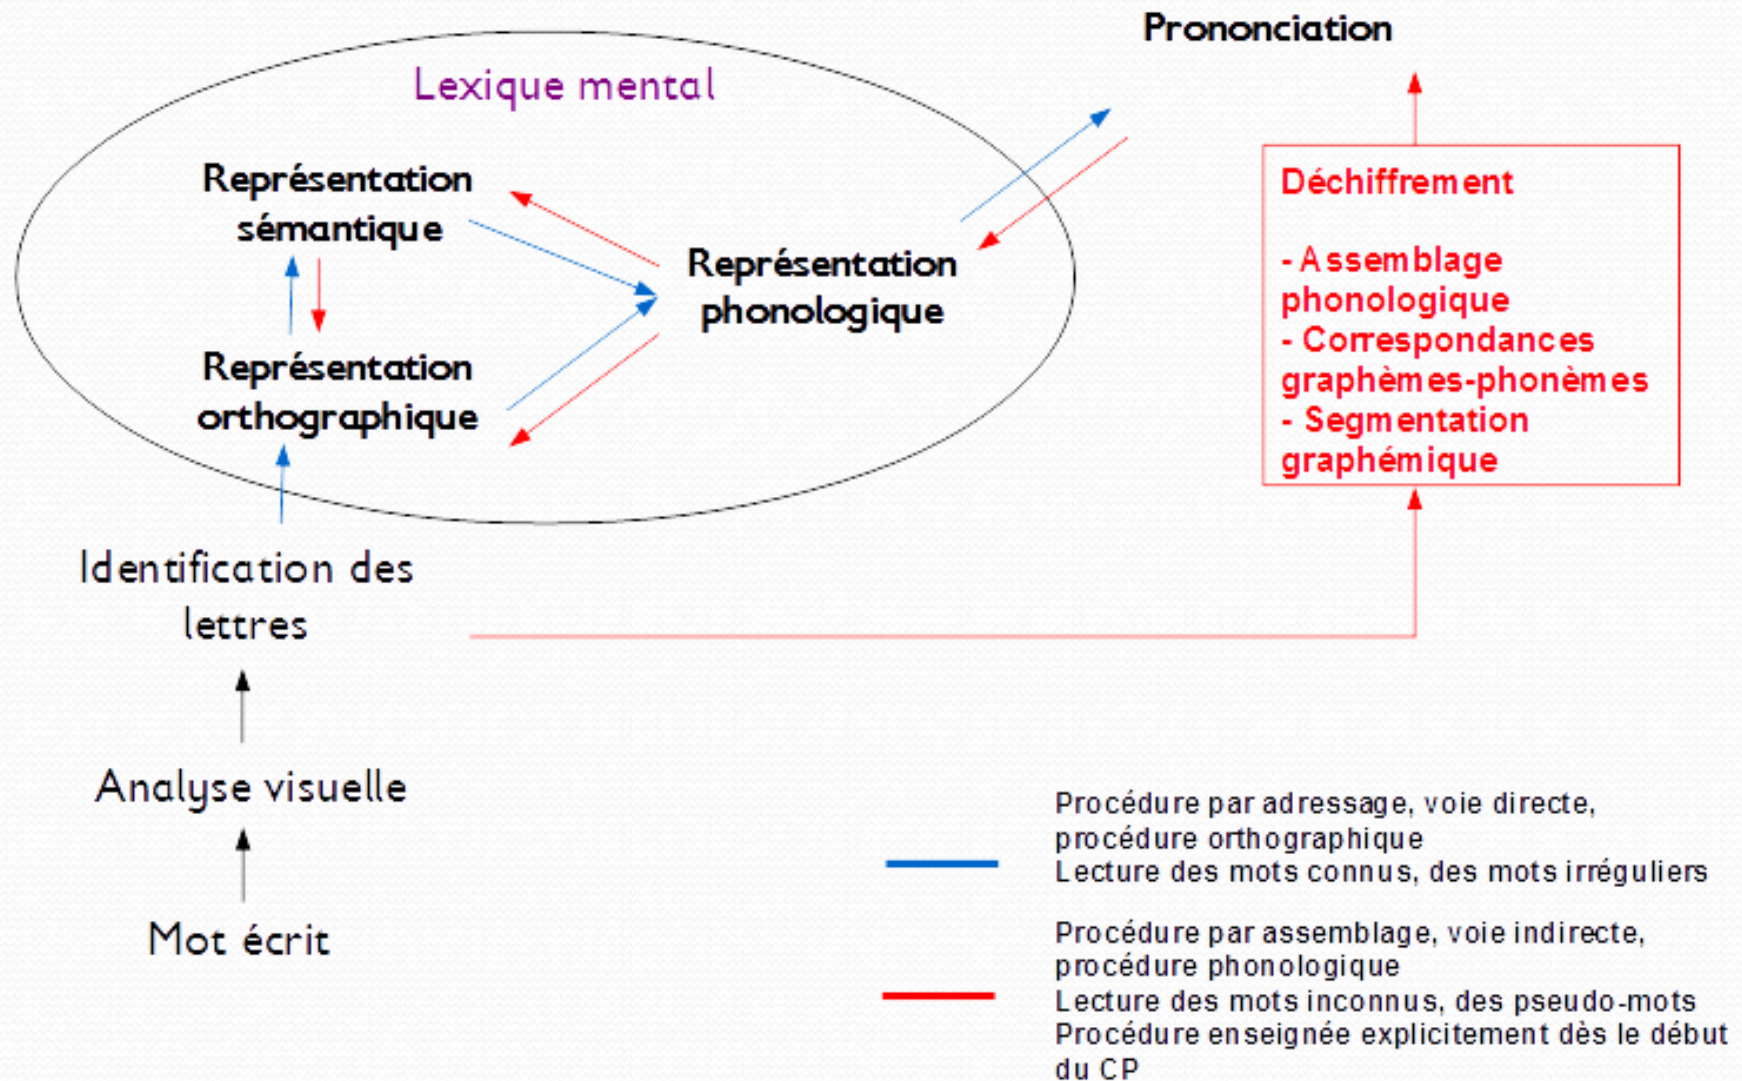 Prononciation
Lexique mental
Représentation
sémantique
Représentation
phonologique
Représentation
orthographique
Déchiffrement
- Assemblage
phonologique
- Correspondances
graphèmes-phonèmes
- Segmentation
graphémique
Identification des
lettres
Analyse visuelle
Mot écrit
Procédure par adressage, voie directe,
procédure orthographique
Lecture des mots connus, des mots irréguliers
Procédure par assemblage, voie indirecte,
procédure phonologique
Lecture des mots inconnus, des pseudo-mots
Procédure enseignée explicitement dès le début
du CP